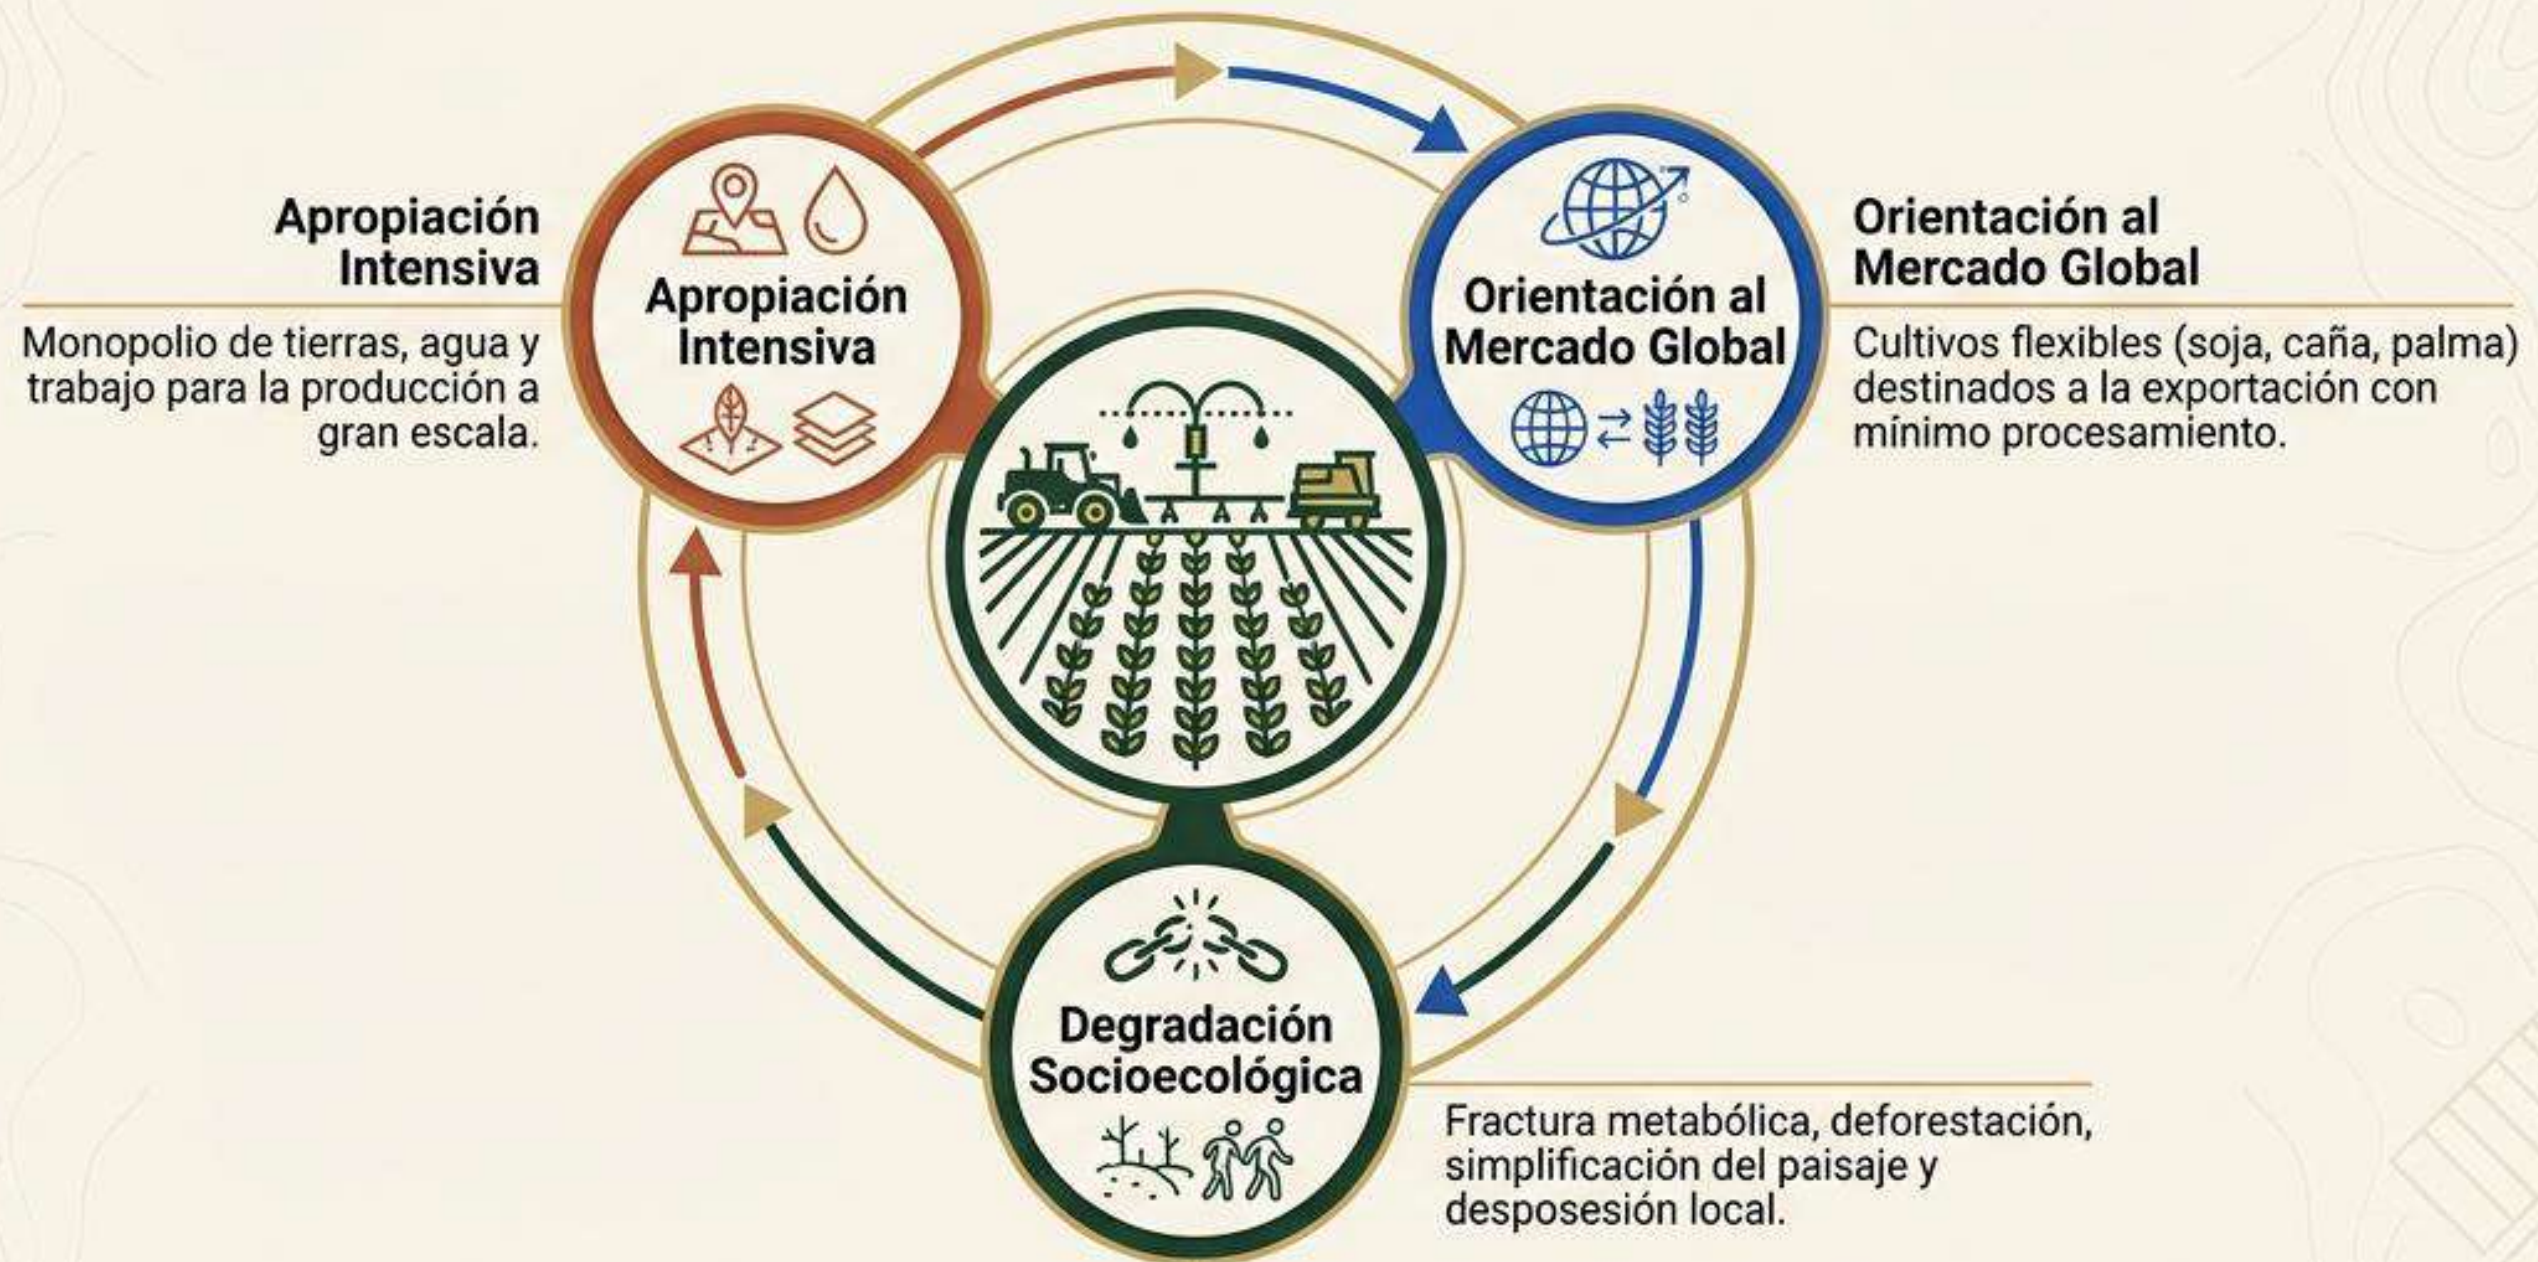 Apropiación
Intensiva
Monopolio de tierras, agua y
trabajo para la producción a
gran escala.
Apropiación
Intensiva
Orientación al
Mercado Global
Orientación al
Mercado Global
Cultivos flexibles (soja, caña, palma)
destinados a la exportación con
mínimo procesamiento.
Degradación
Socioecológica
Fractura metabólica, deforestación,
simplificación del paisaje y
desposesión local.